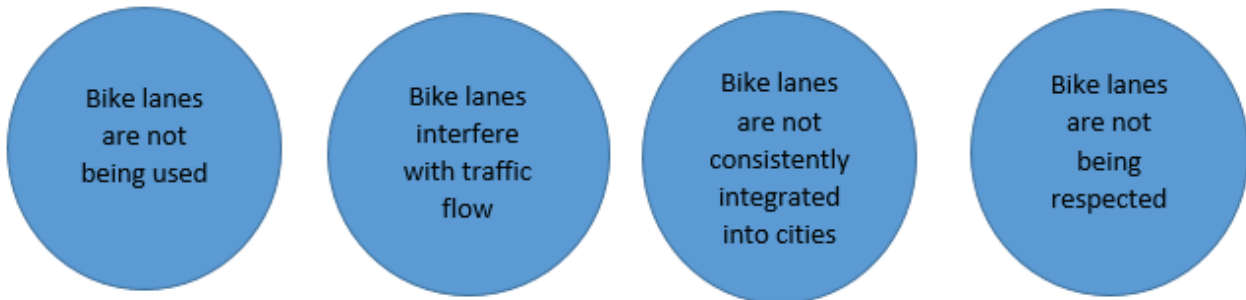 Bike lanes
are not
being used
Bike lanes
interfere
with traffic
flow
Bike lanes
are not
consistently
integrated
into cities
Bike lanes
are not
being
respected